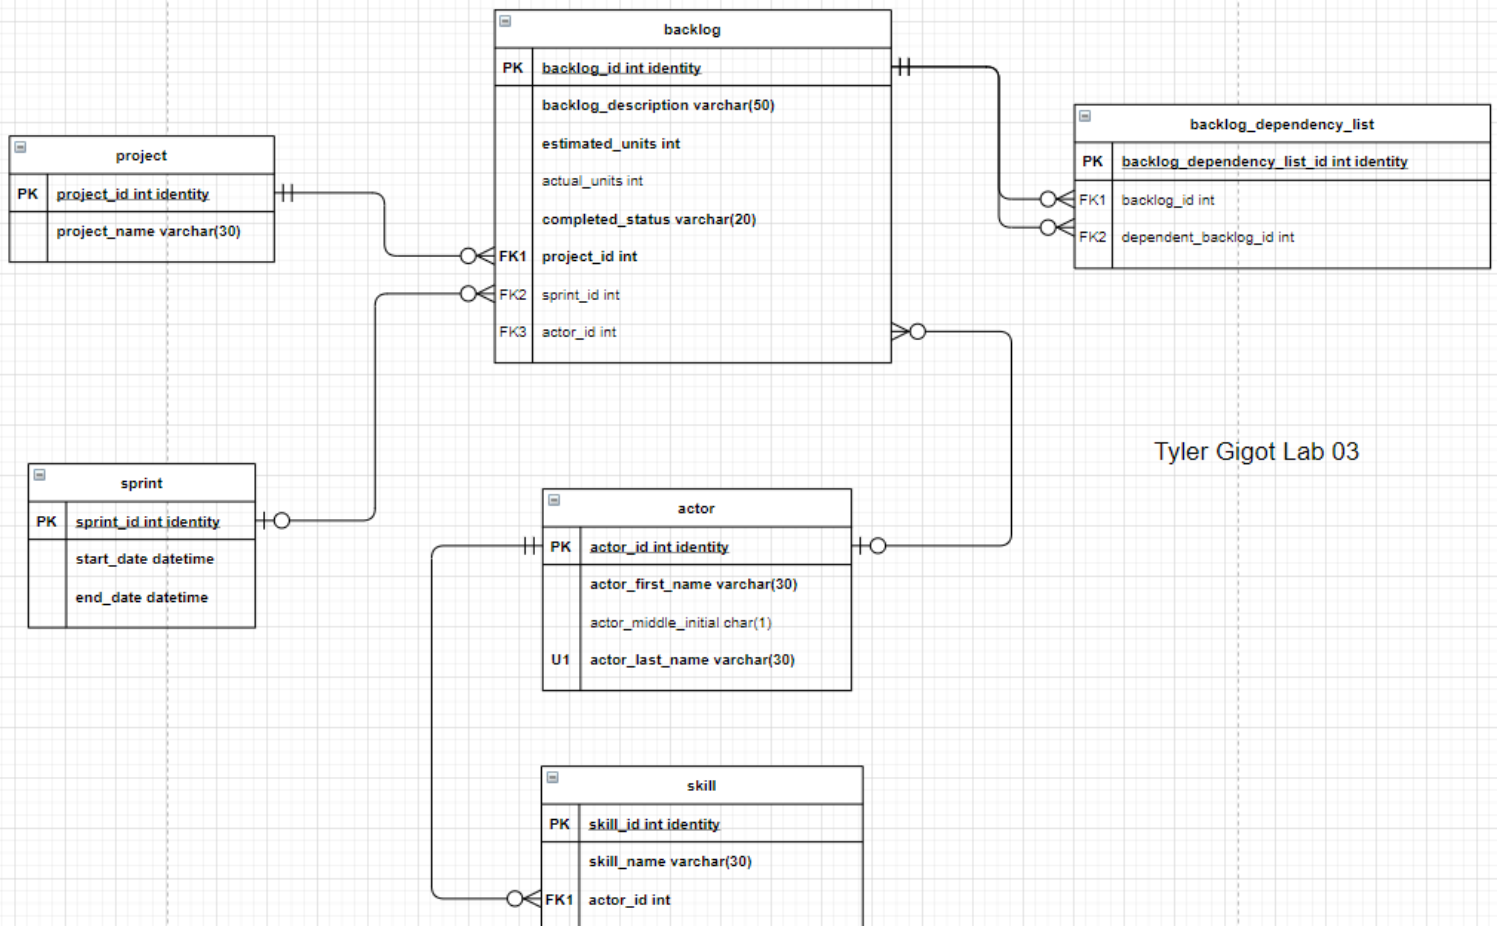 backlog
PK backlog_id int identity
backlog_description varchar(50)
estimated_units int
actual_units int
completed_status varchar(20)
FK1 project_id int
FK2 sprint_id int
FK3 actor_id int
project
PK project_id int identity
project_name varchar(30)
backlog_dependency_list
PK backlog_dependency_list_id int identity
FK1 backlog_id int
FK2 dependent_backlog_id int
Tyler Gigot Lab 03
sprint
PK sprint_id int identity
start_date datetime
end_date datetime
actor
PK actor_id int identity
actor_first_name varchar(30)
actor_middle_initial char(1)
U1 actor_last_name varchar(30)
skill
PK skill_id int identity
skill_name varchar(30)
FK1 actor_id int